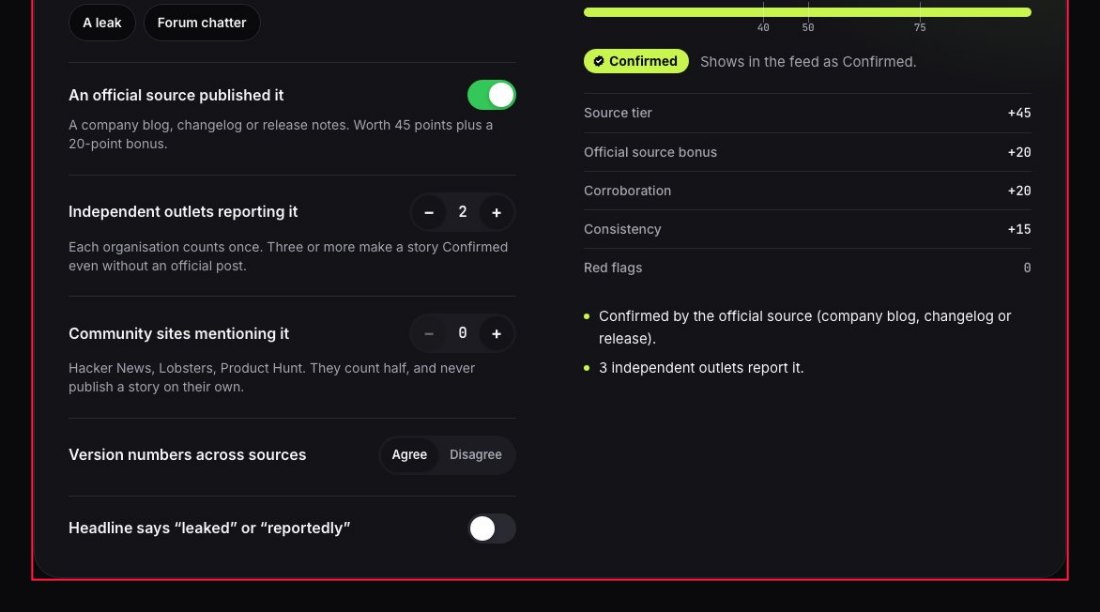 A leak
Forum chatter
An official source published it
A company blog, changelog or release notes. Worth 45 points plus a
20-point bonus.
Independent outlets reporting it
− 2 +
Each organisation counts once. Three or more make a story Confirmed
even without an official post.
Community sites mentioning it
− 0 +
Hacker News, Lobsters, Product Hunt. They count half, and never
publish a story on their own.
Version numbers across sources
Agree Disagree
Headline says “leaked” or “reportedly”
40 50 75
Confirmed Shows in the feed as Confirmed.
Source tier +45
Official source bonus +20
Corroboration +20
Consistency +15
Red flags 0
Confirmed by the official source (company blog, changelog or
release).
3 independent outlets report it.